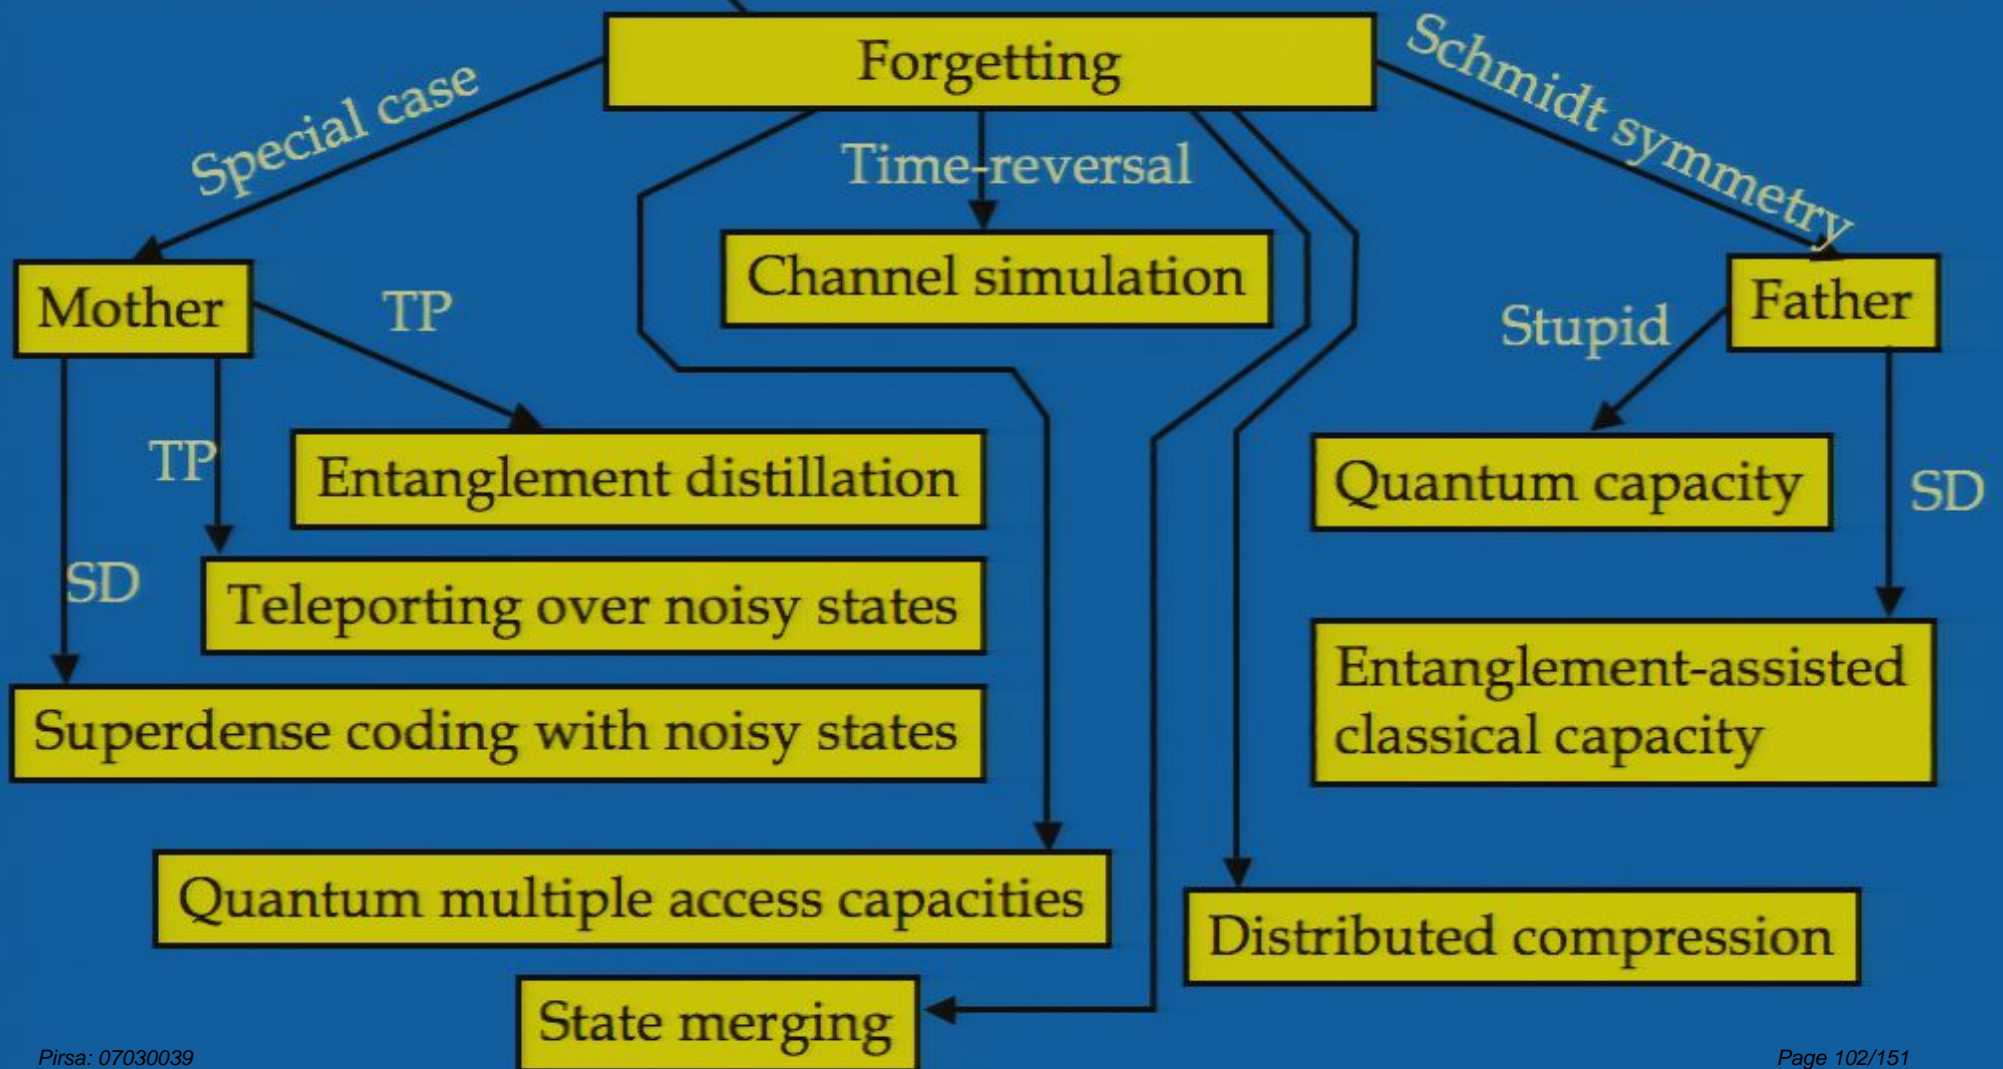 Forgetting
Special case
Time-reversal
Schmidt symmetry
Mother
TP
Channel simulation
Stupid
Father
TP
Entanglement distillation
Quantum capacity
SD
SD
Teleporting over noisy states
Entanglement-assisted
classical capacity
Superdense coding with noisy states
Quantum multiple access capacities
Distributed compression
State merging
Pirsa: 07030039
Page 102/151